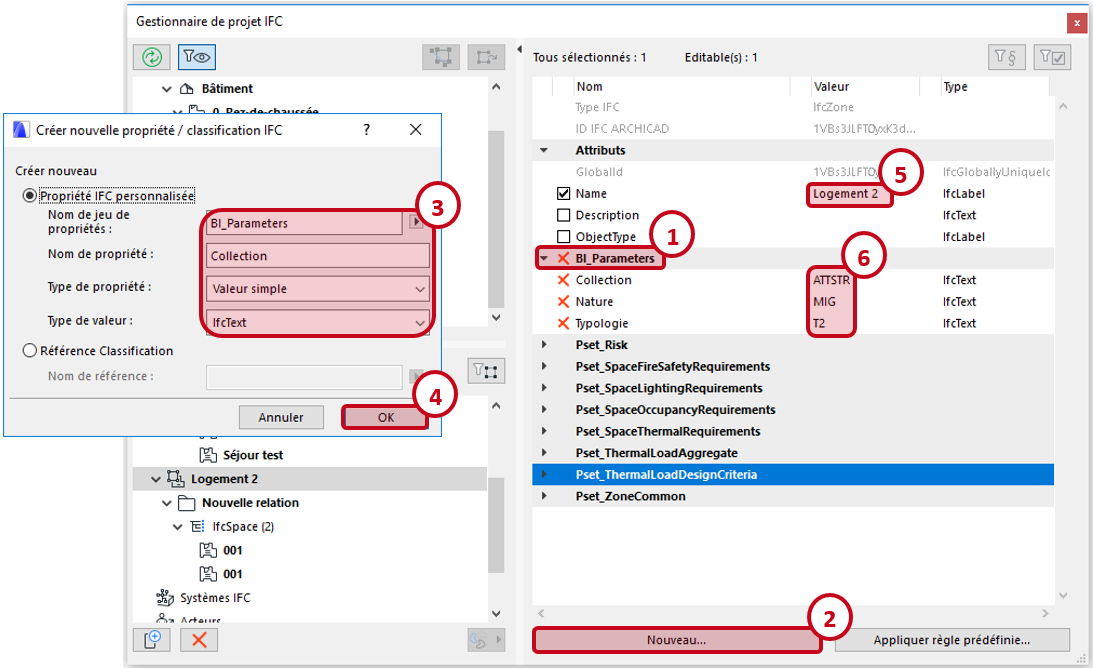 Gestionnaire de projet IFC
x
Tous sélectionnés : 1 Editable(s) : 1
§
Bâtiment
0. Rez-de-chaussée
Créer nouvelle propriété / classification IFC ?
Créer nouveau
Propriété IFC personnalisée
Nom de jeu de propriétés : BI_Parameters
3
Nom de propriété : Collection
Type de propriété : Valeur simple
Type de valeur : IfcText
Référence Classification
Nom de référence :
Annuler OK
4
Séjour test
Logement 2
Nouvelle relation
IfcSpace (2)
001
001
Systèmes IFC
Acteurs
Nom Valeur Type
Type IFC IfcZone
ID IFC ARCHICAD 1VBs3JLFTOyxK3d...
Attributs
5
GlobalId 1VBs3JLFTOy IfcGloballyUniqueIc
Name Logement 2 IfcLabel
Description IfcText
ObjectType IfcLabel
1
BI_Parameters
6
Collection ATTSTR IfcText
Nature MIG IfcText
Typologie T2 IfcText
Pset_Risk
Pset_SpaceFireSafetyRequirements
Pset_SpaceLightingRequirements
Pset_SpaceOccupancyRequirements
Pset_SpaceThermalRequirements
Pset_ThermalLoadAggregate
Pset_ThermalLoadDesignCriteria
Pset_ZoneCommon
2
Nouveau... Appliquer règle prédéfinie...